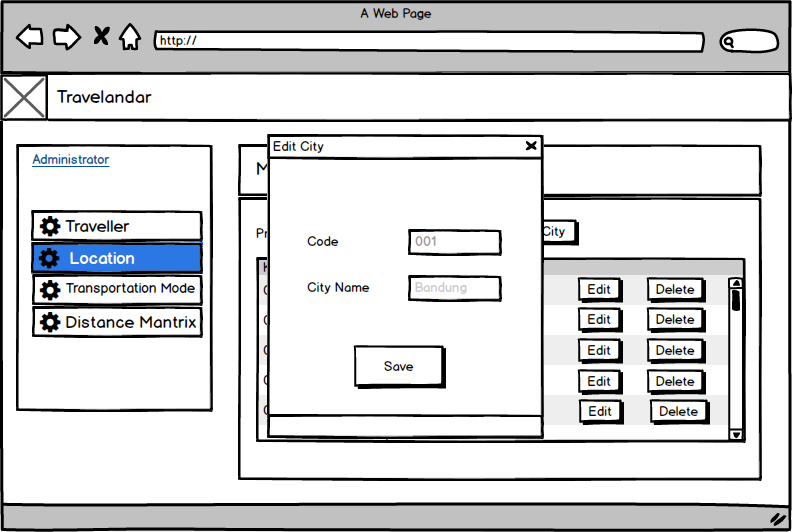 A Web Page
http://
Travelandar
Administrator
Traveller
Location
Transportation Mode
Distance Mantrix
Edit City
Code
001
City Name
Bandung
Save
City
Edit Delete
Edit Delete
Edit Delete
Edit Delete
Edit Delete